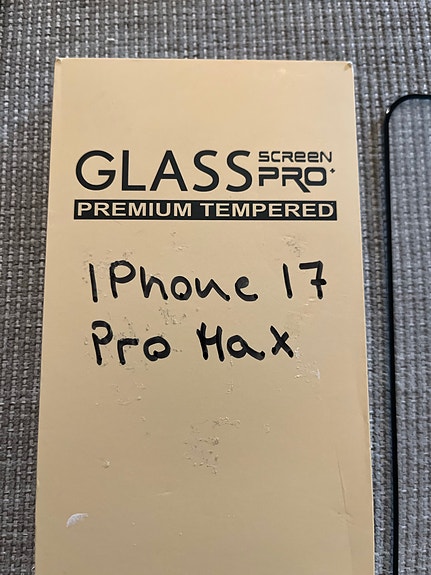 GLASS SCREEN PRO+
PREMIUM TEMPERED
IPhone 17
Pro Max